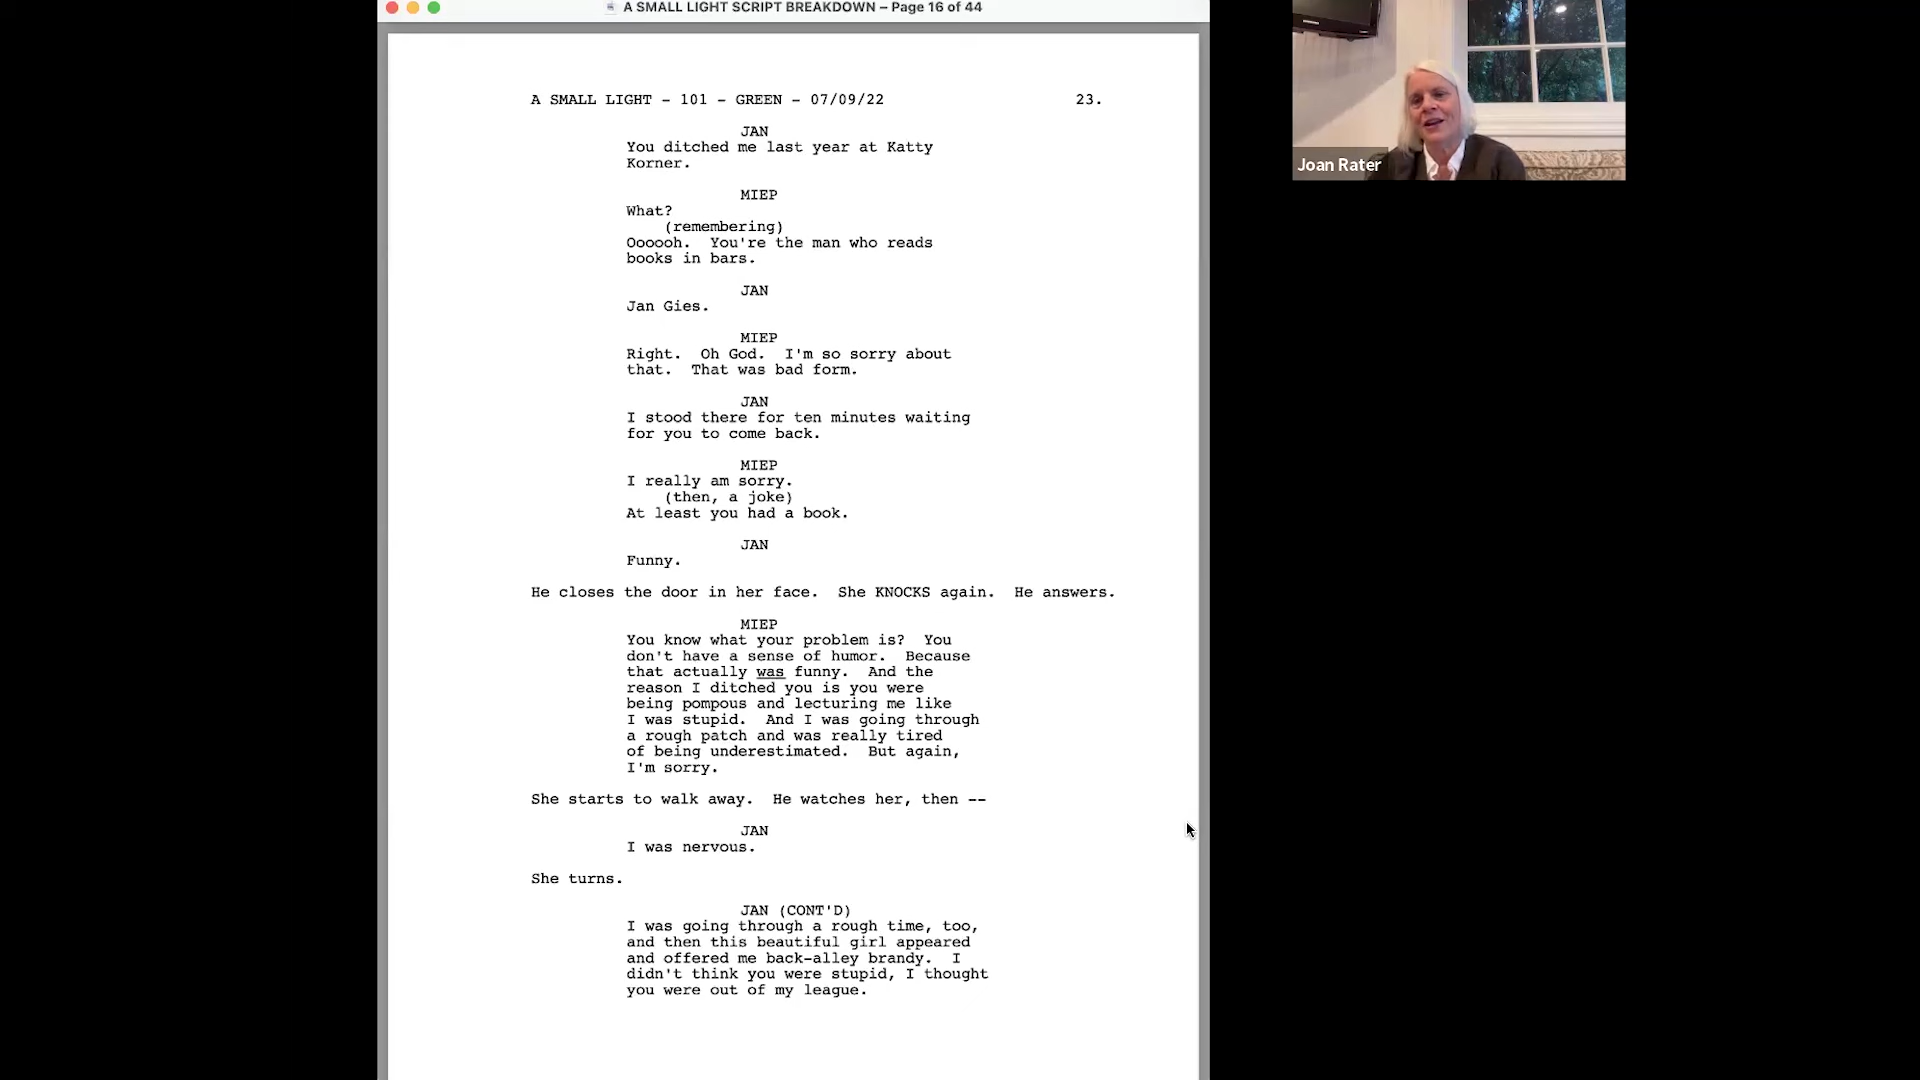 A SMALL LIGHT SCRIPT BREAKDOWN – Page 16 of 44
A SMALL LIGHT - 101 - GREEN - 07/09/22 23.
JAN
You ditched me last year at Katty
Korner.
MIEP
What?
(remembering)
Oooooh. You're the man who reads
books in bars.
JAN
Jan Gies.
MIEP
Right. Oh God. I'm so sorry about
that. That was bad form.
JAN
I stood there for ten minutes waiting
for you to come back.
MIEP
I really am sorry.
(then, a joke)
At least you had a book.
JAN
Funny.
He closes the door in her face. She KNOCKS again. He answers.
MIEP
You know what your problem is? You
don't have a sense of humor. Because
that actually was funny. And the
reason I ditched you is you were
being pompous and lecturing me like
I was stupid. And I was going through
a rough patch and was really tired
of being underestimated. But again,
I'm sorry.
She starts to walk away. He watches her, then --
JAN
I was nervous.
She turns.
JAN (CONT'D)
I was going through a rough time, too,
and then this beautiful girl appeared
and offered me back-alley brandy. I
didn't think you were stupid, I thought
you were out of my league.
Joan Rater